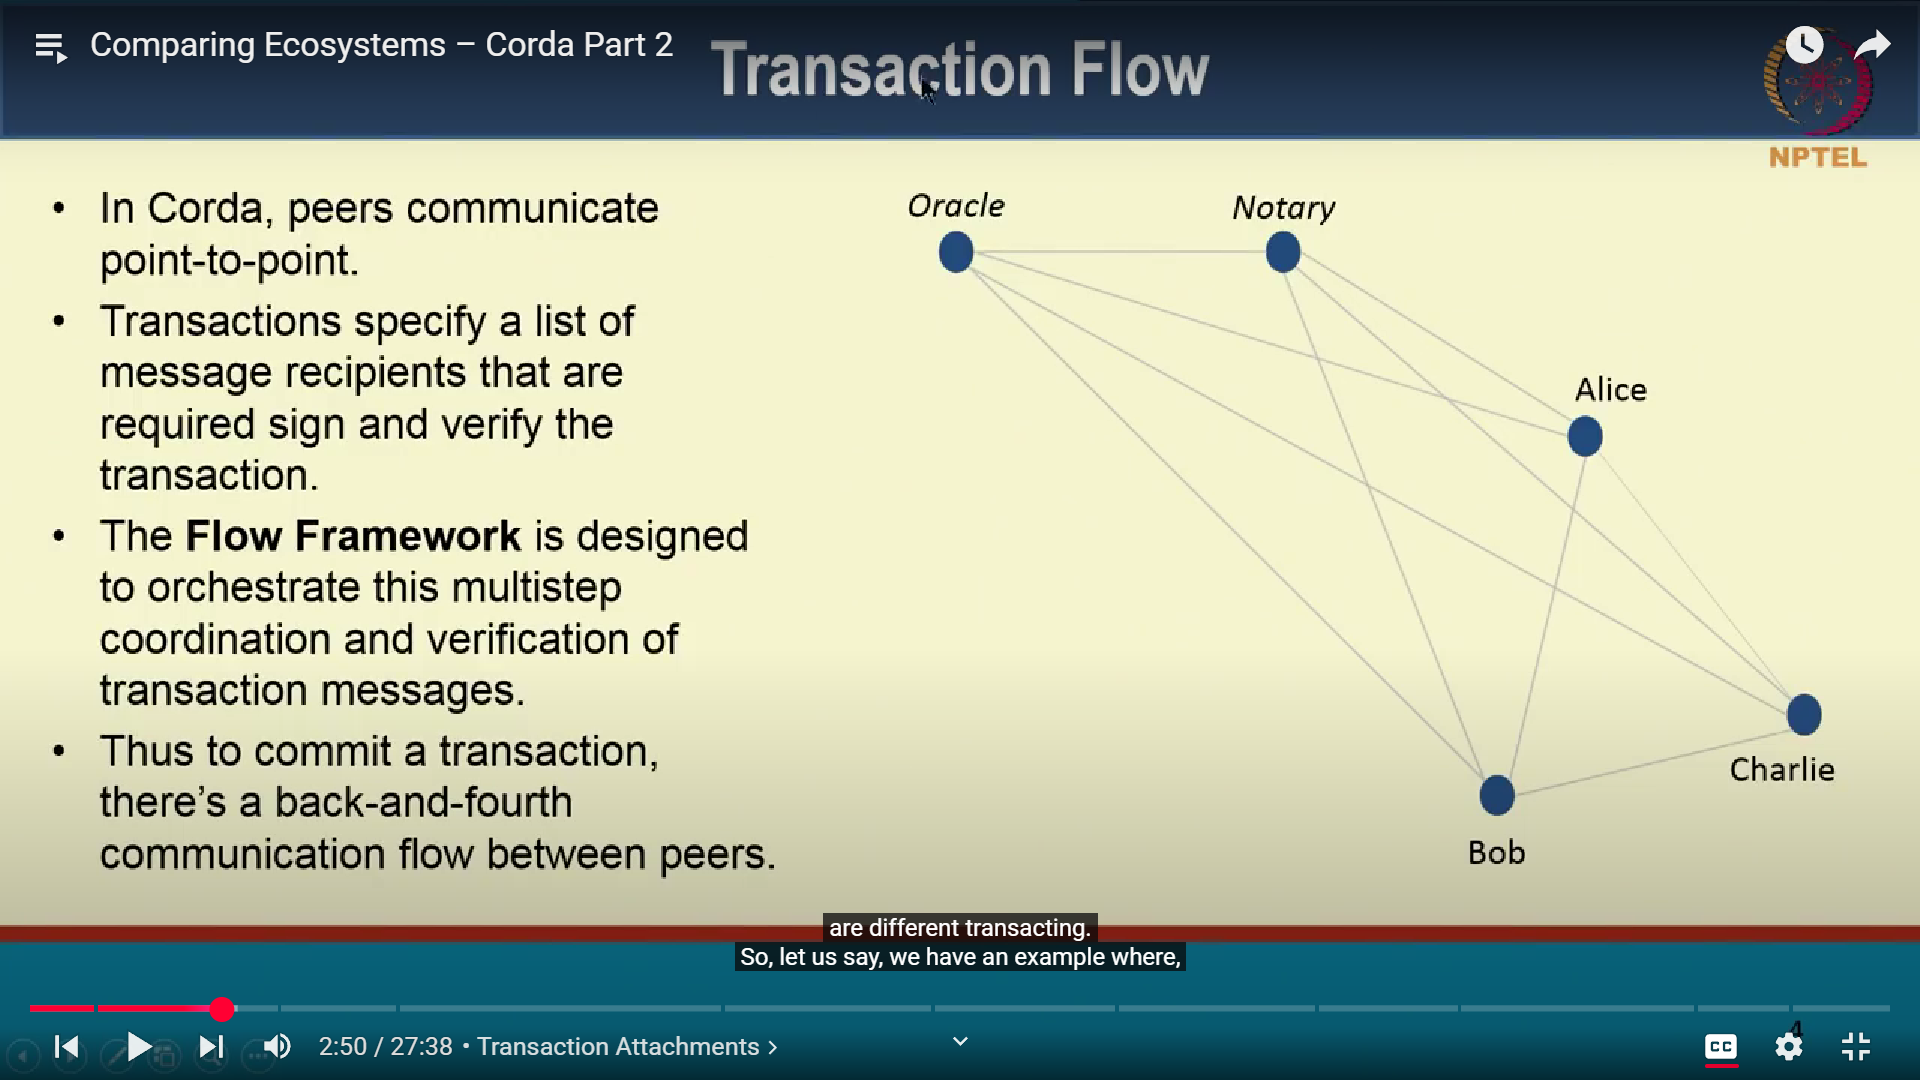 Comparing Ecosystems – Corda Part 2
Transaction Flow
NPTEL
• In Corda, peers communicate
point-to-point.
• Transactions specify a list of
message recipients that are
required sign and verify the
transaction.
• The Flow Framework is designed
to orchestrate this multistep
coordination and verification of
transaction messages.
• Thus to commit a transaction,
there’s a back-and-fourth
communication flow between peers.
Oracle
Notary
Alice
Charlie
Bob
are different transacting.
So, let us say, we have an example where,
4
2:50 / 27:38 • Transaction Attachments >
CC